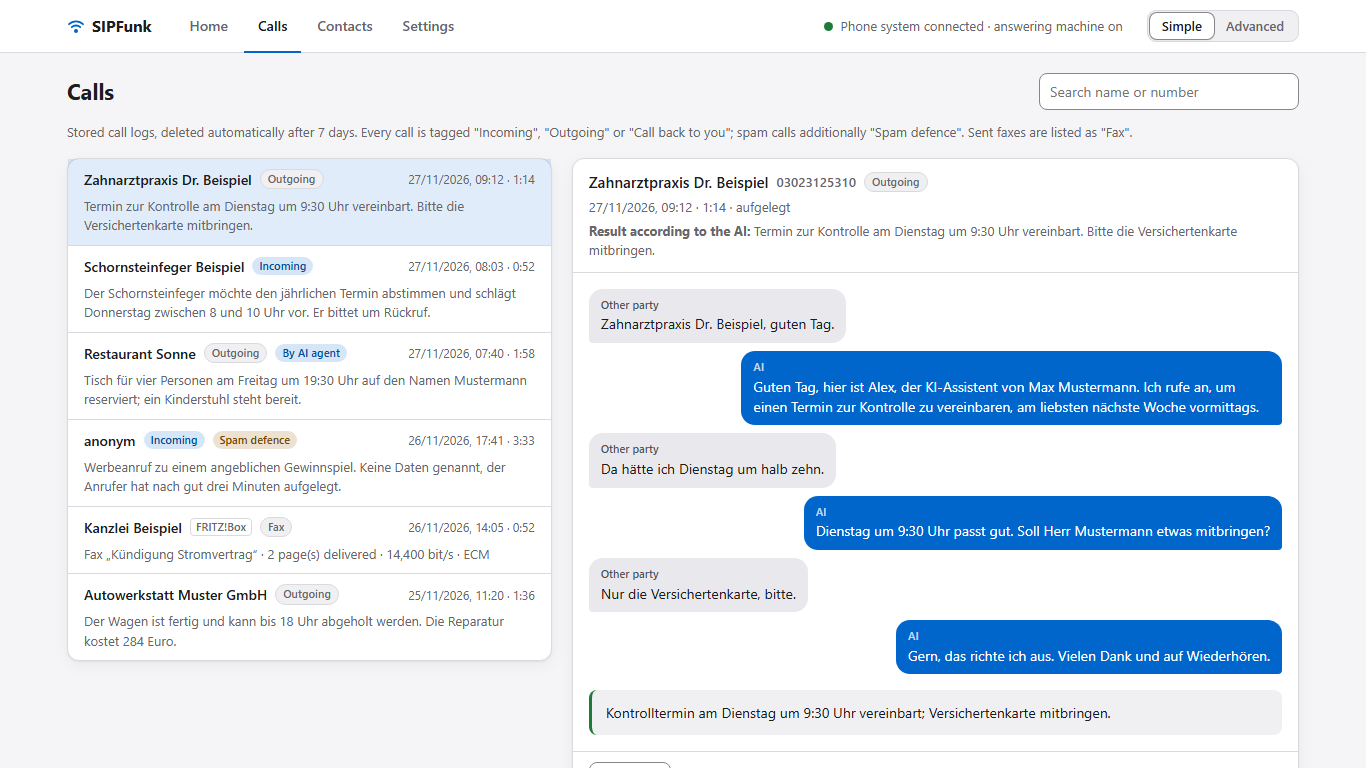 SIPFunk
Home
Calls
Contacts
Settings
Phone system connected · answering machine on
Simple
Advanced
Calls
Search name or number
Stored call logs, deleted automatically after 7 days. Every call is tagged "Incoming", "Outgoing" or "Call back to you"; spam calls additionally "Spam defence". Sent faxes are listed as "Fax".
Zahnarztpraxis Dr. Beispiel Outgoing 27/11/2026, 09:12 · 1:14
Termin zur Kontrolle am Dienstag um 9:30 Uhr vereinbart. Bitte die
Versichertenkarte mitbringen.
Schornsteinfeger Beispiel Incoming 27/11/2026, 08:03 · 0:52
Der Schornsteinfeger möchte den jährlichen Termin abstimmen und schlägt
Donnerstag zwischen 8 und 10 Uhr vor. Er bittet um Rückruf.
Restaurant Sonne Outgoing By AI agent 27/11/2026, 07:40 · 1:58
Tisch für vier Personen am Freitag um 19:30 Uhr auf den Namen Mustermann
reserviert; ein Kinderstuhl steht bereit.
anonym Incoming Spam defence 26/11/2026, 17:41 · 3:33
Werbeanruf zu einem angeblichen Gewinnspiel. Keine Daten genannt, der
Anrufer hat nach gut drei Minuten aufgelegt.
Kanzlei Beispiel FRITZ!Box Fax 26/11/2026, 14:05 · 0:52
Fax „Kündigung Stromvertrag“ · 2 page(s) delivered · 14,400 bit/s · ECM
Autowerkstatt Muster GmbH Outgoing 25/11/2026, 11:20 · 1:36
Der Wagen ist fertig und kann bis 18 Uhr abgeholt werden. Die Reparatur
kostet 284 Euro.
Zahnarztpraxis Dr. Beispiel 03023125310 Outgoing
27/11/2026, 09:12 · 1:14 · aufgelegt
Result according to the AI: Termin zur Kontrolle am Dienstag um 9:30 Uhr vereinbart. Bitte die Versichertenkarte
mitbringen.
Other party
Zahnarztpraxis Dr. Beispiel, guten Tag.
AI
Guten Tag, hier ist Alex, der KI-Assistent von Max Mustermann. Ich rufe an, um
einen Termin zur Kontrolle zu vereinbaren, am liebsten nächste Woche vormittags.
Other party
Da hätte ich Dienstag um halb zehn.
AI
Dienstag um 9:30 Uhr passt gut. Soll Herr Mustermann etwas mitbringen?
Other party
Nur die Versichertenkarte, bitte.
AI
Gern, das richte ich aus. Vielen Dank und auf Wiederhören.
Kontrolltermin am Dienstag um 9:30 Uhr vereinbart; Versichertenkarte mitbringen.